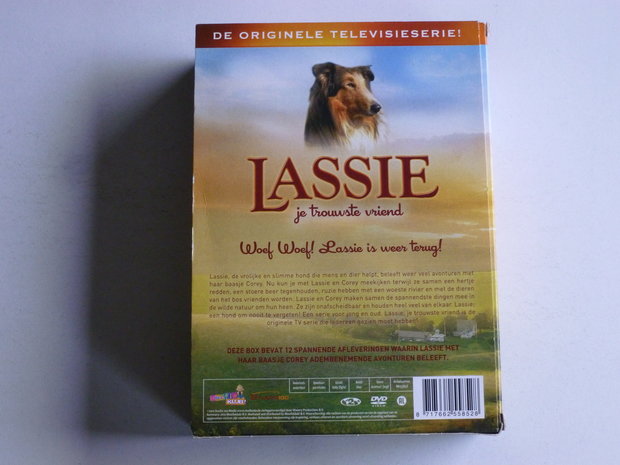 DE ORIGINELE TELEVISIESERIE!
LASSIE
je trouwste vriend
Woef Woef! Lassie is weer terug!
Lassie, de vrolijke en slimme hond die mens en dier helpt, beleeft weer veel avonturen met
haar baasje Corey. Nu kun je met Lassie en Corey meekijken terwijl ze samen een hertje
redden, een stoere beer tegenhouden, ruzie hebben met een woeste rivier en met de dieren
van het bos vrienden worden. Lassie en Corey maken samen de spannendste dingen mee in
de wilde natuur om hun heen. Ze zijn onafscheidbaar en houden heel veel van elkaar. Lassie:
een hond om nooit te vergeten! Een serie voor jong en oud. Lassie: je trouwste vriend is de
originele TV serie die iedereen gezien moet hebben!
DEZE BOX BEVAT 12 SPANNENDE AFLEVERINGEN WAARIN LASSIE MET
HAAR BAASJE COREY ADEMBENEMENDE AVONTUREN BELEEFT.
DVD
VIDEO
AL
8 717662 558528